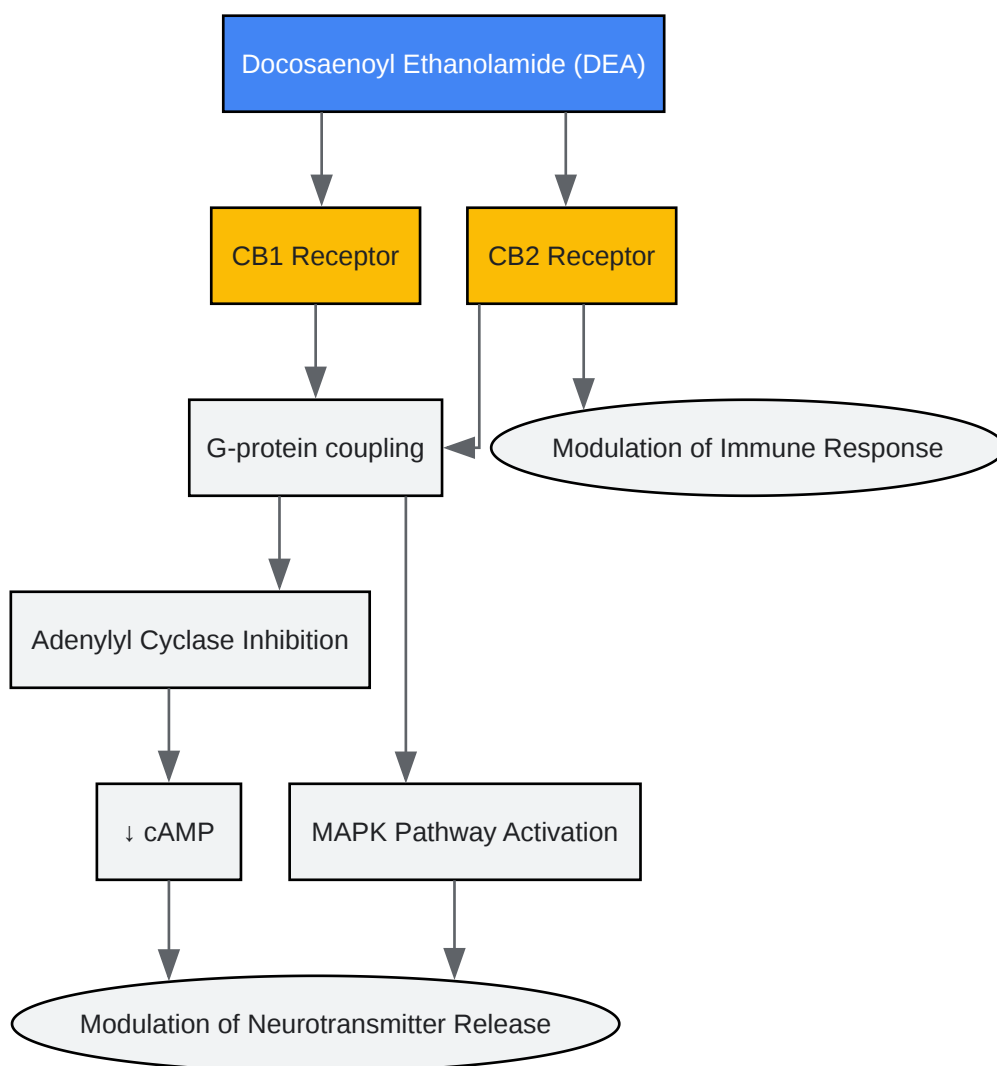 Docosaenoyl Ethanolamide (DEA)
CB1 Receptor
CB2 Receptor
G-protein coupling
Modulation of Immune Response
Adenylyl Cyclase Inhibition
↓ cAMP
MAPK Pathway Activation
Modulation of Neurotransmitter Release